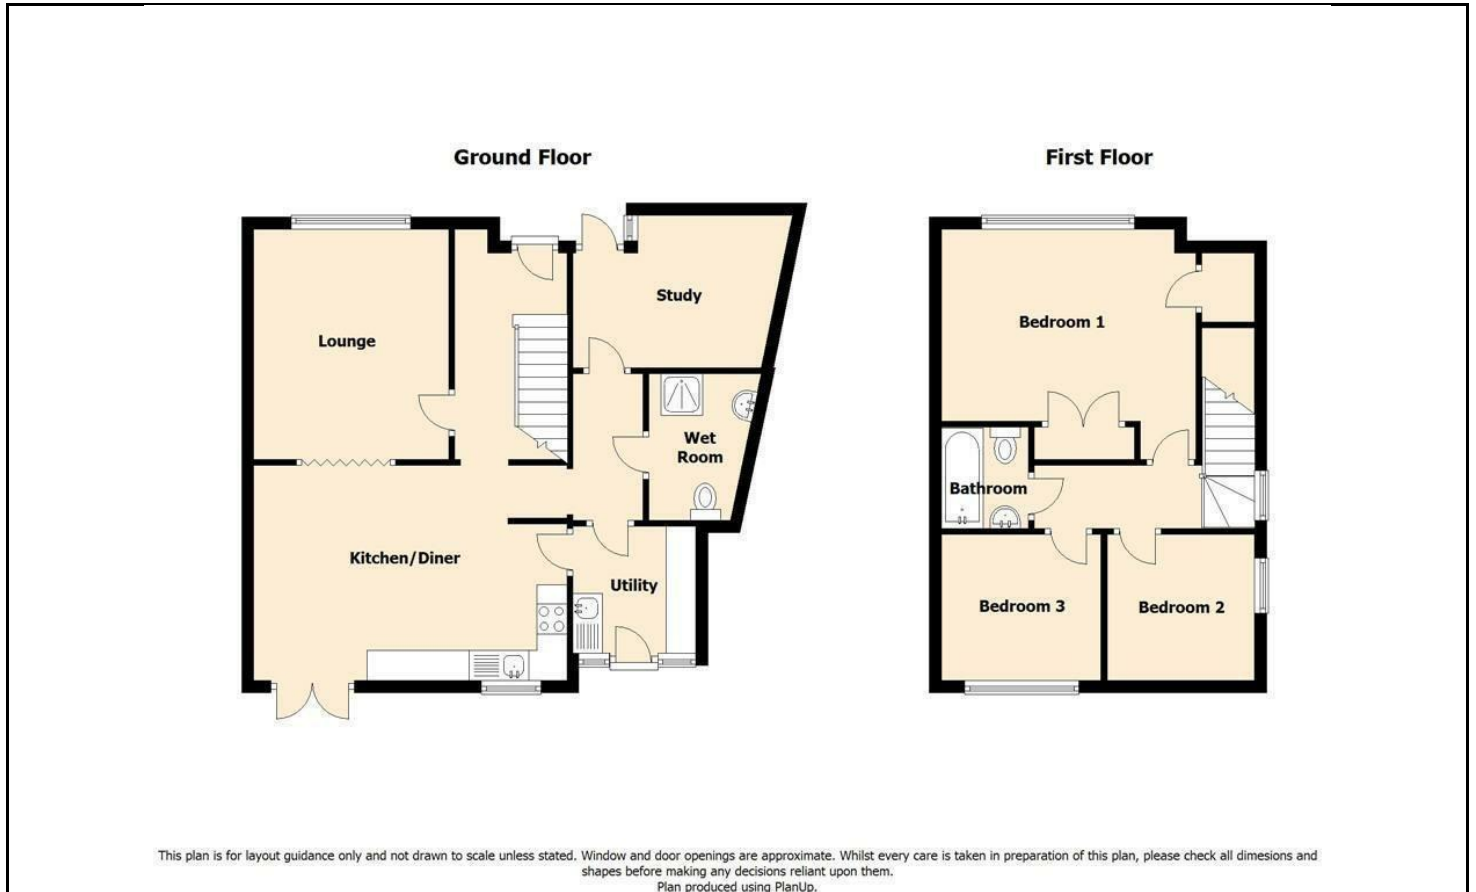 Ground Floor
First Floor
Study
Lounge
Bedroom 1
Wet
Room
Bathroom
Kitchen/Diner
Utility
Bedroom 3
Bedroom 2
This plan is for layout guidance only and not drawn to scale unless stated. Window and door openings are approximate. Whilst every care is taken in preparation of this plan, please check all dimesions and
shapes before making any decisions reliant upon them.
Plan produced using PlanUp.